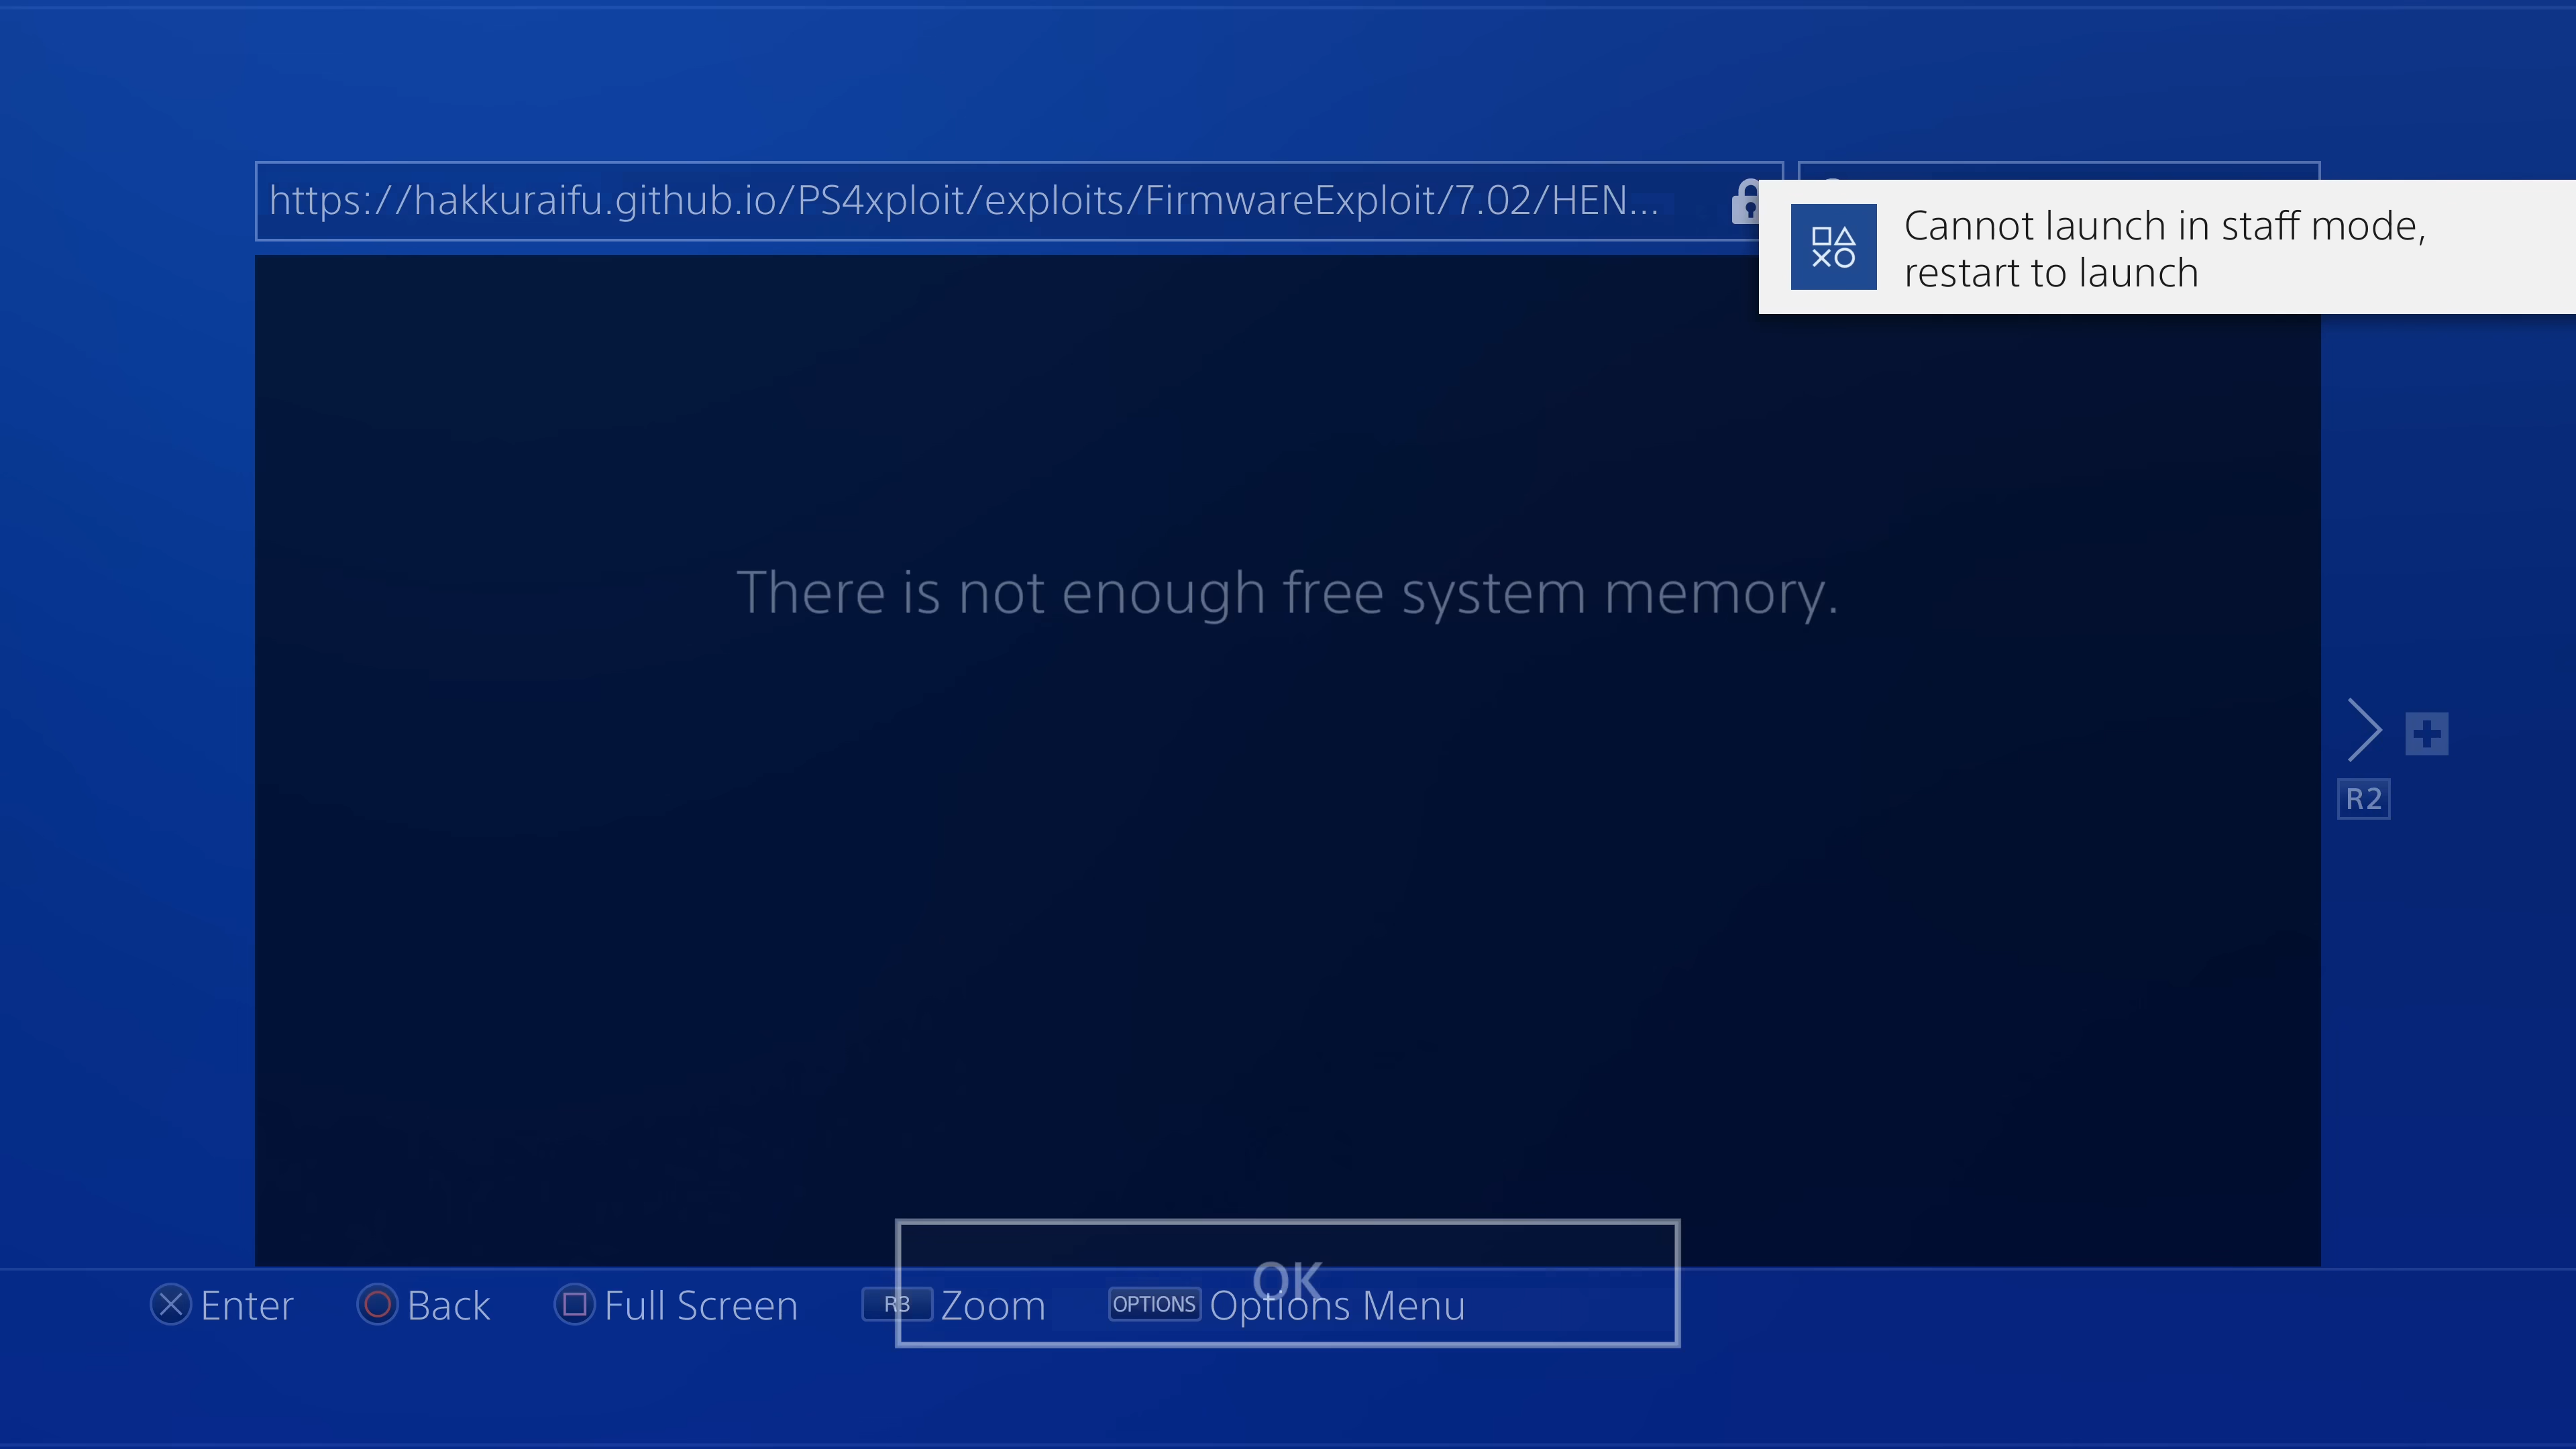 https://hakkuraifu.github.io/PS4xploit/exploits/FirmwareExploit/7.02/HEN...
Cannot launch in staff mode,
restart to launch
There is not enough free system memory.
R2
OK
Enter
Back
Full Screen
R3 Zoom
OPTIONS Options Menu